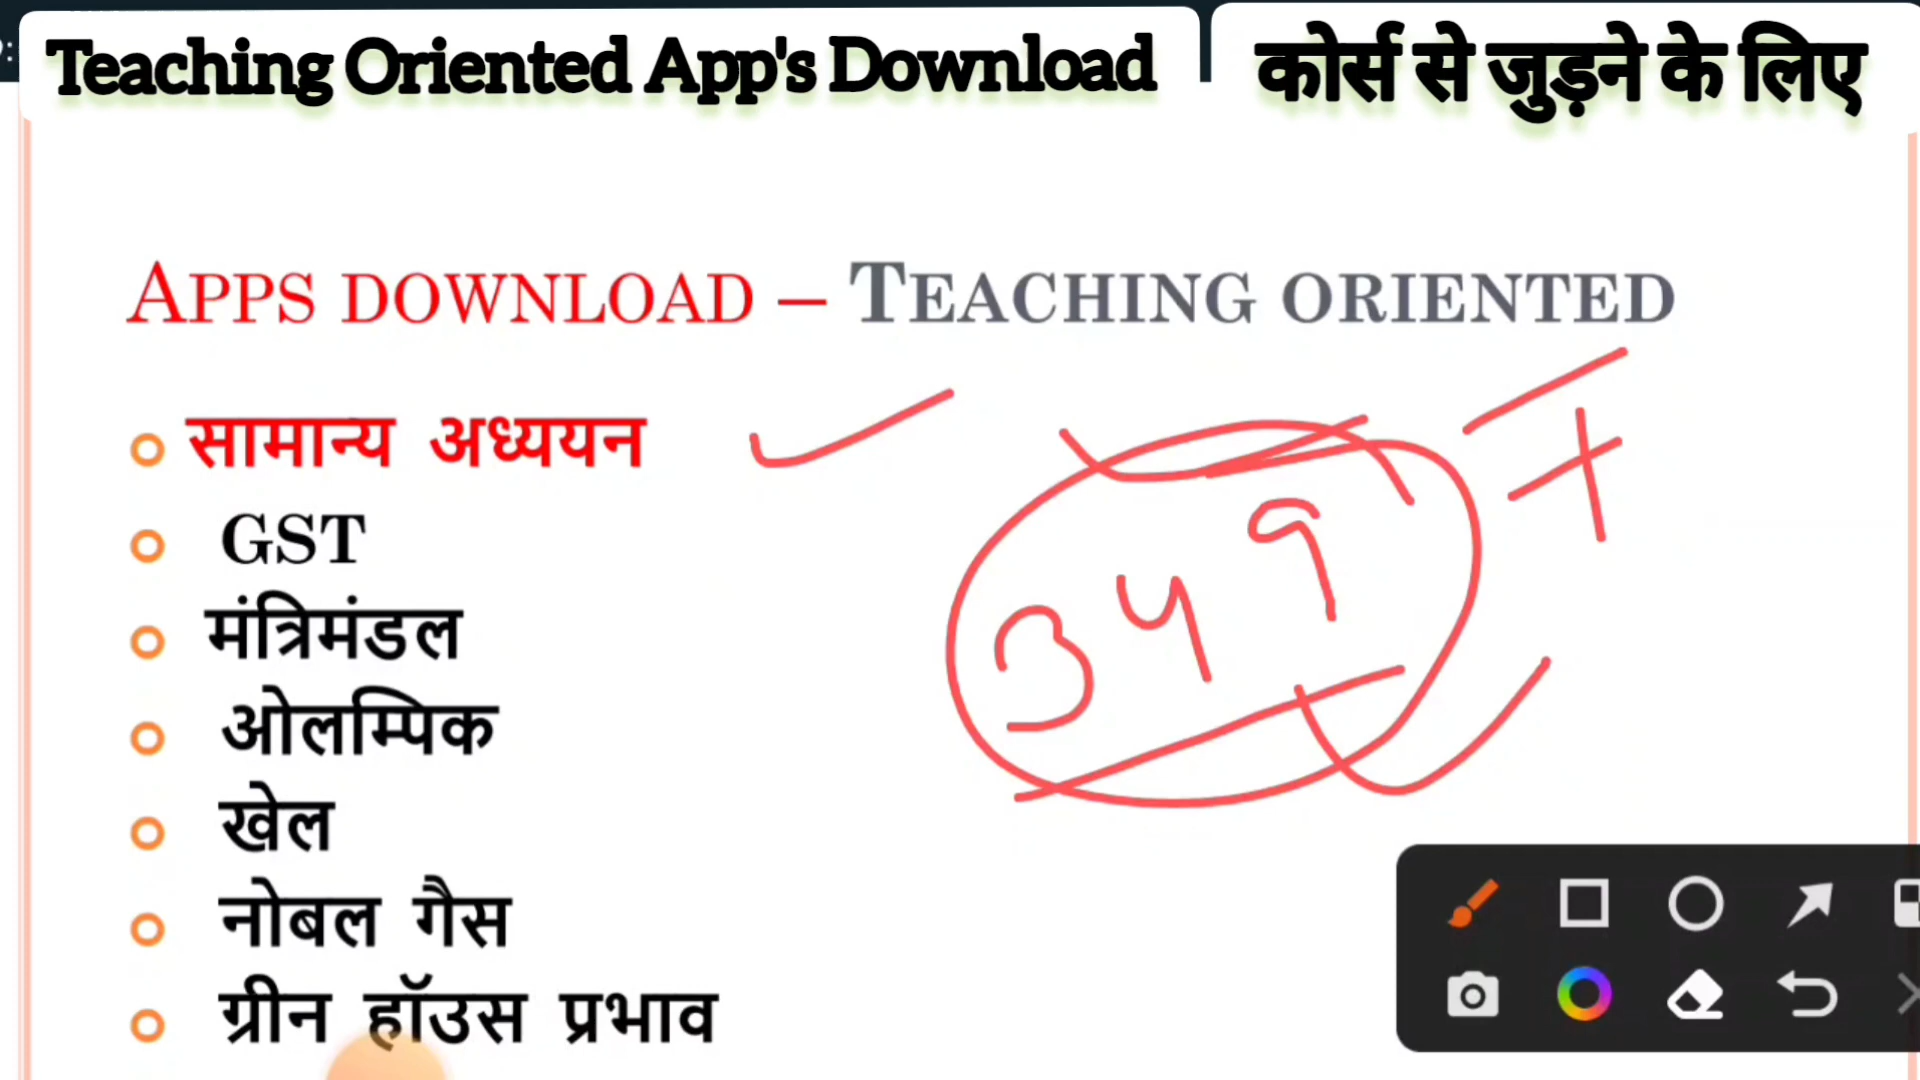 Teaching Oriented App's Download
कोर्स से जुड़ने के लिए
APPS DOWNLOAD – TEACHING ORIENTED
सामान्य अध्ययन
GST
मंत्रिमंडल
ओलम्पिक
खेल
नोबल गैस
ग्रीन हॉउस प्रभाव
349